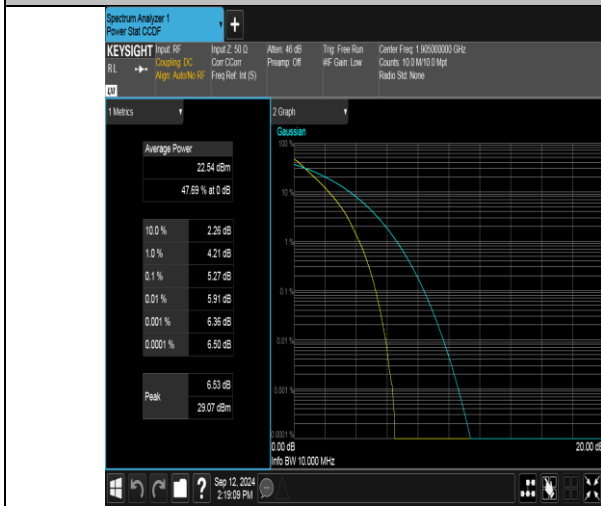 Spectrum Analyzer 1
Power Stat CCDF
+
KEYSIGHT Input: RF Input Z: 50 Ω Atten: 46 dB Trig: Free Run Center Freq: 1.905000000 GHz
RL Coupling: DC Corr CCorr Preamp: Off #IF Gain: Low Counts: 10.0 M/10.0 Mpt
Align: Auto/No RF Freq Ref: Int (S) Radio Std: None
LXI
1 Metrics
2 Graph
Gaussian
Average Power
22.54 dBm
47.69 % at 0 dB
10.0 % 2.26 dB
1.0 % 4.21 dB
0.1 % 5.27 dB
0.01 % 5.91 dB
0.001 % 6.36 dB
0.0001 % 6.50 dB
Peak 6.53 dB
29.07 dBm
100 %
10 %
1 %
0.1 %
0.01 %
0.001 %
0.0001 %
0.00 dB 20.00 dB
Info BW 10.000 MHz
? Sep 12, 2024
2:19:09 PM